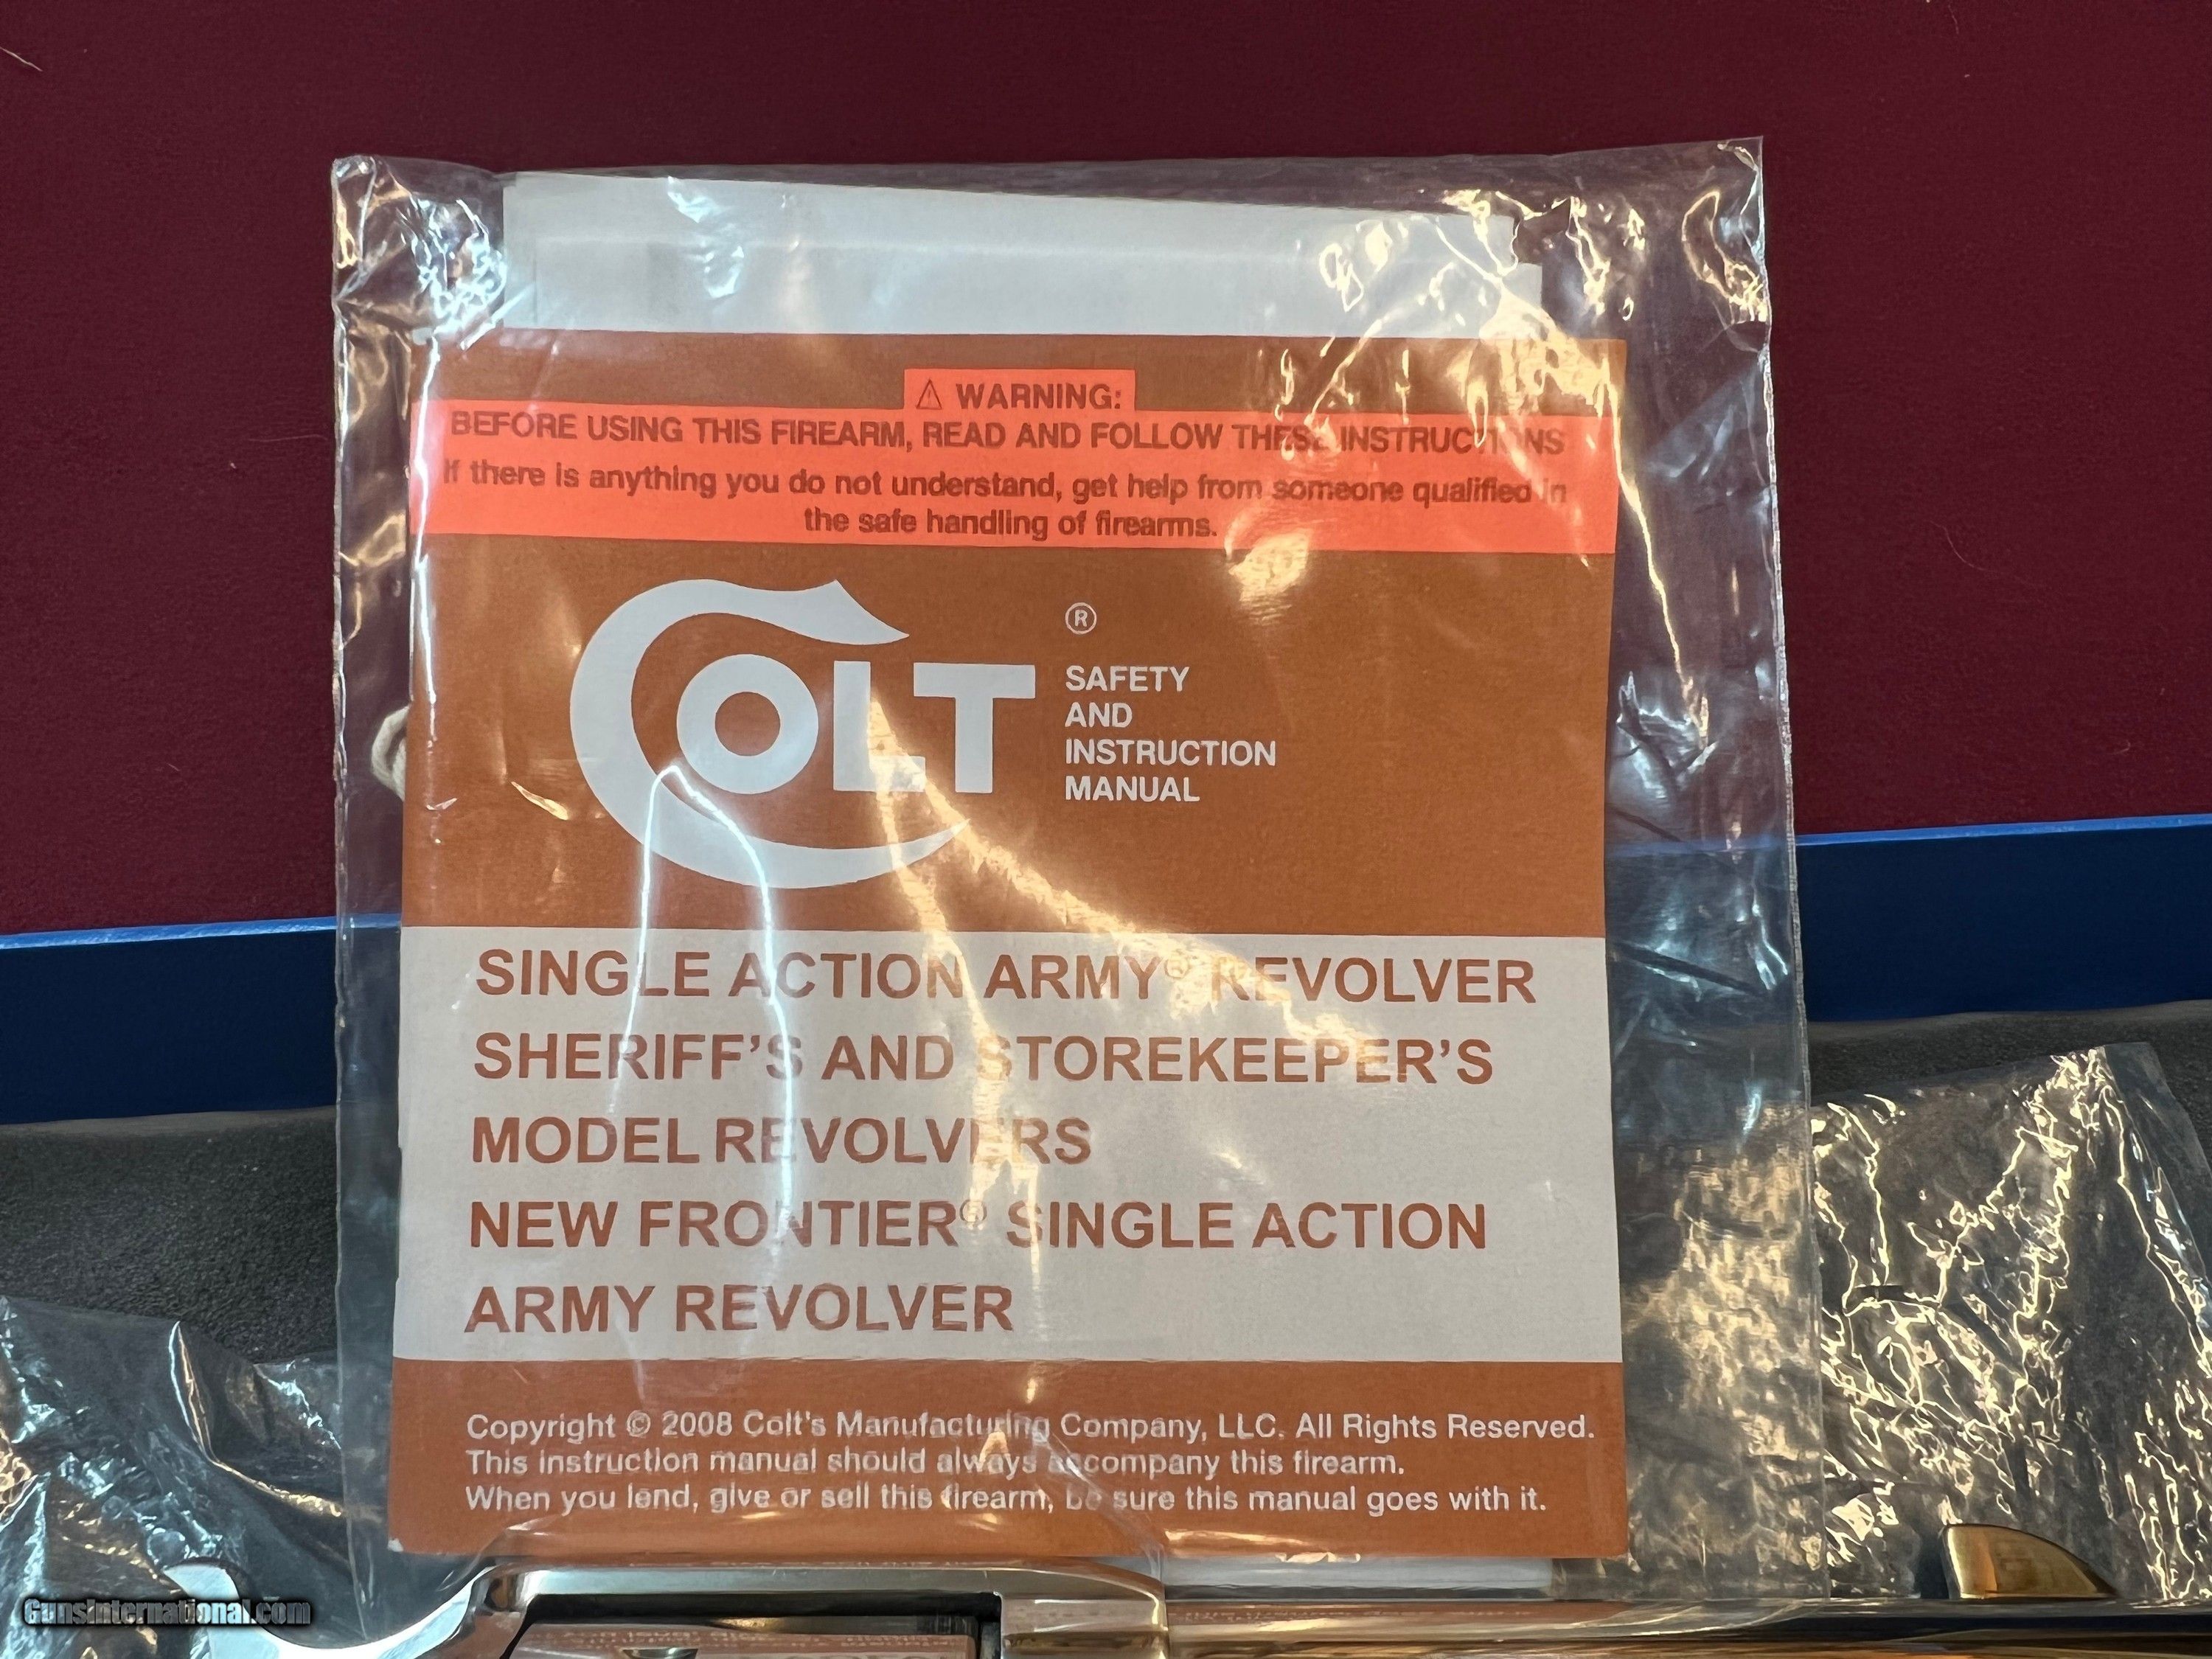 ⚠ WARNING:
BEFORE USING THIS FIREARM, READ AND FOLLOW THESE INSTRUCTIONS
If there is anything you do not understand, get help from someone qualified in
the safe handling of firearms.
COLT ®
SAFETY
AND
INSTRUCTION
MANUAL
SINGLE ACTION ARMY® REVOLVER
SHERIFF'S AND STOREKEEPER'S
MODEL REVOLVERS
NEW FRONTIER® SINGLE ACTION
ARMY REVOLVER
Copyright © 2008 Colt's Manufacturing Company, LLC. All Rights Reserved.
This instruction manual should always accompany this firearm.
When you lend, give or sell this firearm, be sure this manual goes with it.
GunsInternational.com